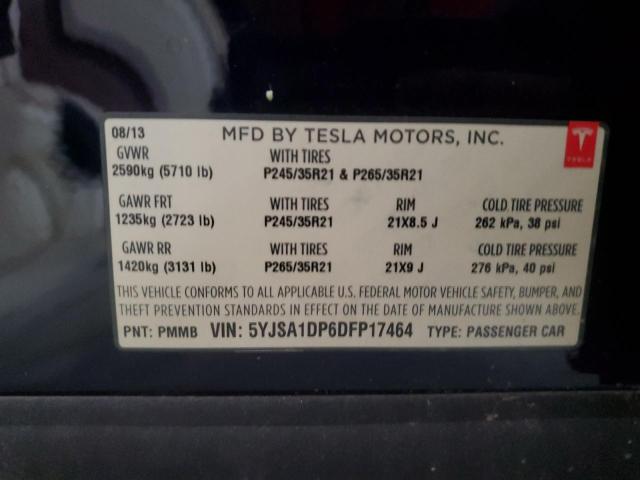 08/13 MFD BY TESLA MOTORS, INC.
TESLA
GVWR WITH TIRES
2590kg (5710 lb) P245/35R21 & P265/35R21
GAWR FRT WITH TIRES RIM COLD TIRE PRESSURE
1235kg (2723 lb) P245/35R21 21X8.5 J 262 kPa, 38 psi
GAWR RR WITH TIRES RIM COLD TIRE PRESSURE
1420kg (3131 lb) P265/35R21 21X9 J 276 kPa, 40 psi
THIS VEHICLE CONFORMS TO ALL APPLICABLE U.S. FEDERAL MOTOR VEHICLE SAFETY, BUMPER, AND
THEFT PREVENTION STANDARDS IN EFFECT ON THE DATE OF MANUFACTURE SHOWN ABOVE.
PNT: PMMB VIN: 5YJSA1DP6DFP17464 TYPE: PASSENGER CAR